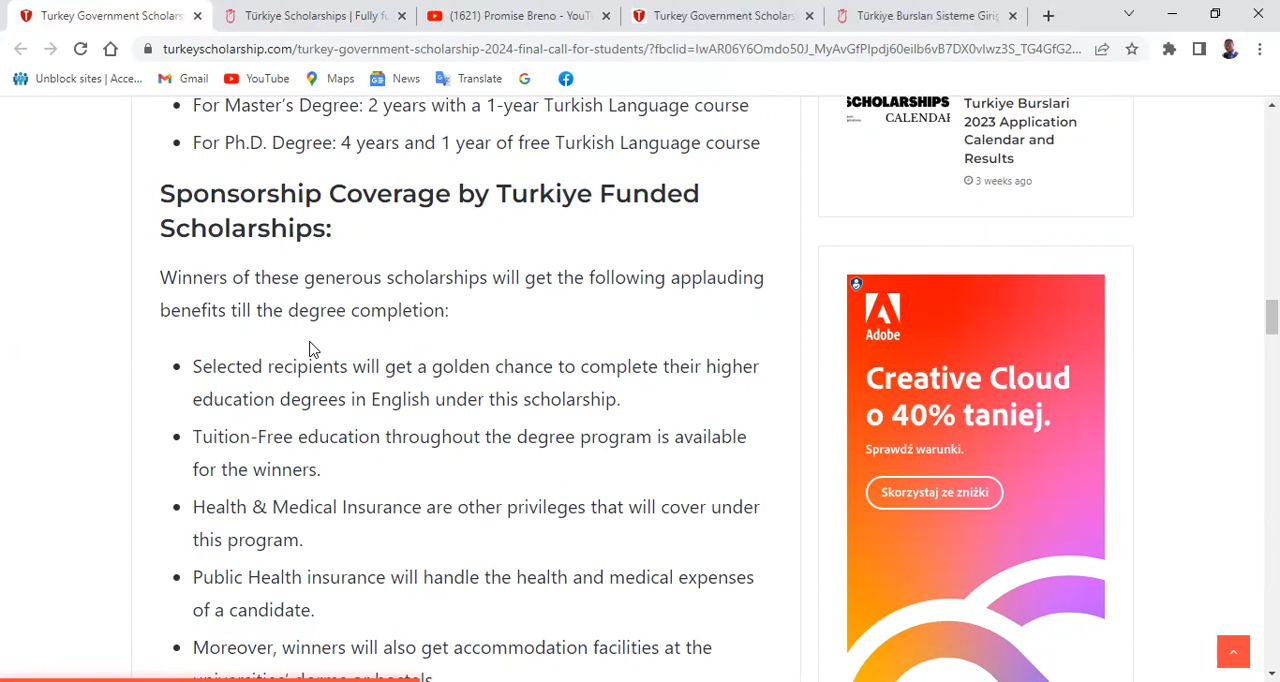 Turkey Government Scholars
Türkiye Scholarships | Fully fu
(1621) Promise Breno - YouT
Turkey Government Scholars
Türkiye Bursları Sisteme Giriş
turkeyscholarship.com/turkey-government-scholarship-2024-final-call-for-students/?fbclid=IwAR06Y6Omdo50J_MyAvGfPIpdj60eilb6vB7DX0vlwz3S_TG4GfG2...
Unblock sites | Acce...
Gmail
YouTube
Maps
News
Translate
For Master's Degree: 2 years with a 1-year Turkish Language course
For Ph.D. Degree: 4 years and 1 year of free Turkish Language course
Sponsorship Coverage by Turkiye Funded
Scholarships:
Winners of these generous scholarships will get the following applauding
benefits till the degree completion:
Selected recipients will get a golden chance to complete their higher
education degrees in English under this scholarship.
Tuition-Free education throughout the degree program is available
for the winners.
Health & Medical Insurance are other privileges that will cover under
this program.
Public Health insurance will handle the health and medical expenses
of a candidate.
Moreover, winners will also get accommodation facilities at the
universities' dorms or hostels.
SCHOLARSHIPS
CALENDAR
Turkiye Burslari
2023 Application
Calendar and
Results
3 weeks ago
Adobe
Creative Cloud
o 40% taniej.
Sprawdź warunki.
Skorzystaj ze zniżki